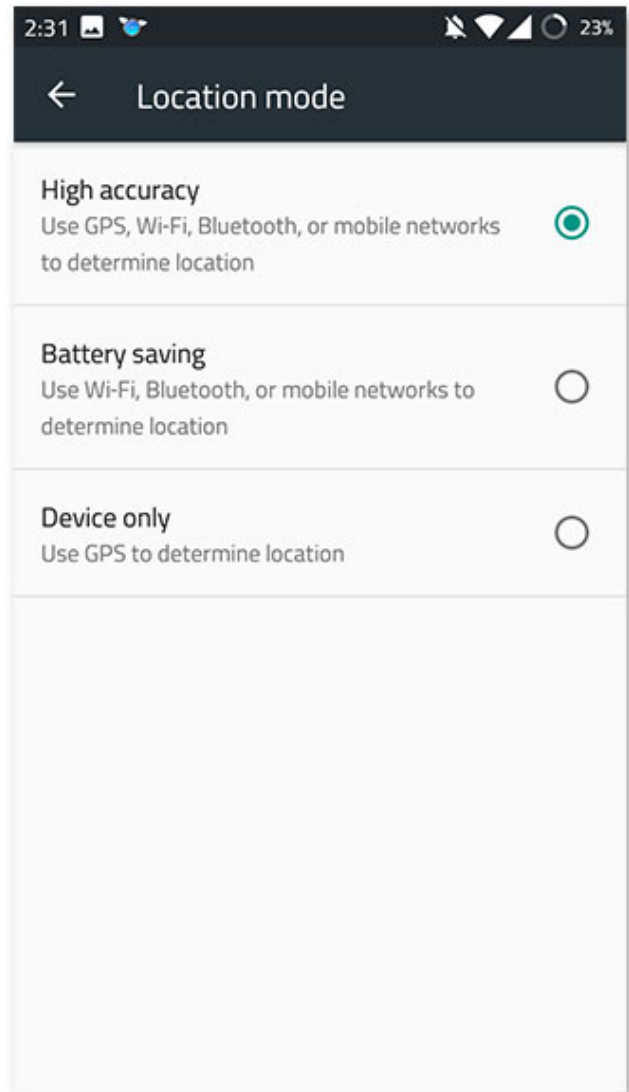 2:31 23%
Location mode
High accuracy
Use GPS, Wi-Fi, Bluetooth, or mobile networks
to determine location
Battery saving
Use Wi-Fi, Bluetooth, or mobile networks to
determine location
Device only
Use GPS to determine location